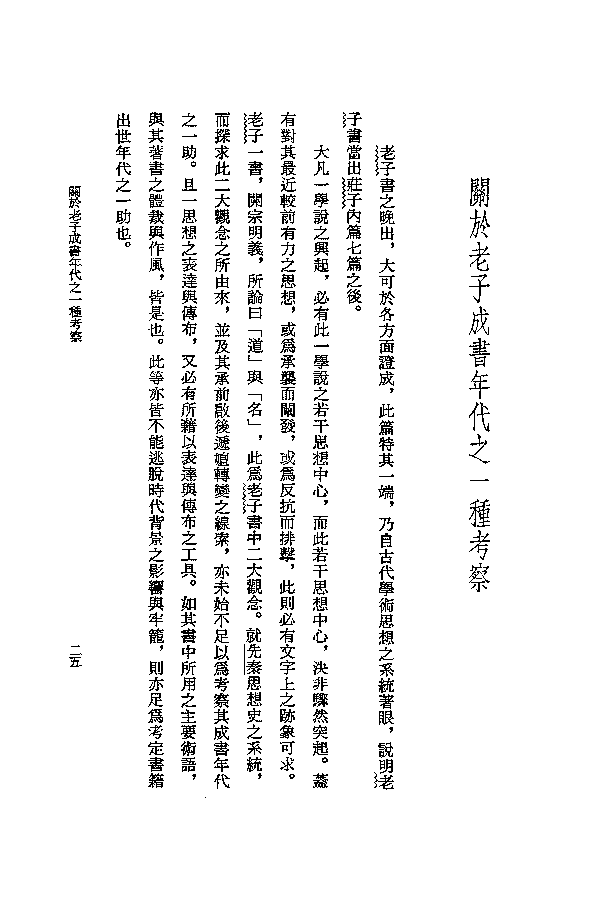 關於老子成書年代之一種考察
老子書之晚出，大可於各方面證成，此篇特其一端，乃自古代學術思想之系統著眼，說明老
子書當出莊子內篇七篇之後。
大凡一學說之興起，必有此一學說之若干思想中心，而此若干思想中心，決非驟然突起。蓋
有對其最近較前有力之思想，或爲承襲而闡發，或爲反抗而排擊，此則必有文字上之跡象可求。
老子一書，開宗明義，所論曰「道」與「名」，此爲老子書中二大觀念。就先秦思想史之系統，
而探求此二大觀念之所由來，並及其承前啟後遞嬗轉變之線索，亦未始不足以爲考察其成書年代
之一助。且一思想之表達與傳布，又必有所藉以表達與傳布之工具。如其書中所用之主要術語，
與其著書之體裁與作風，皆是也。此等亦皆不能逃脫時代背景之影響與牢籠，則亦足爲考定書籍
出世年代之一助也。
關於老子成書年代之一種考察
二五